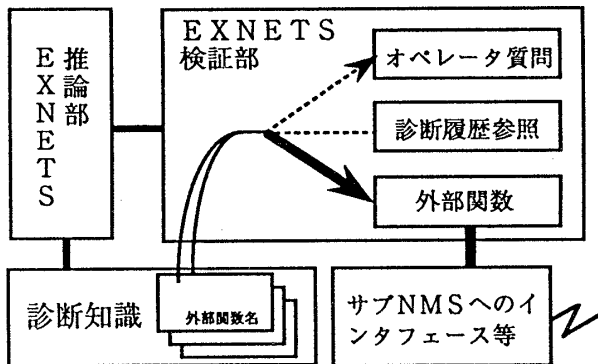 EXNETS
推論部
EXNETS
検証部
オペレータ質問
診断履歴参照
外部関数
診断知識
外部関数名
サブNMSへのイ
ンタフェース等